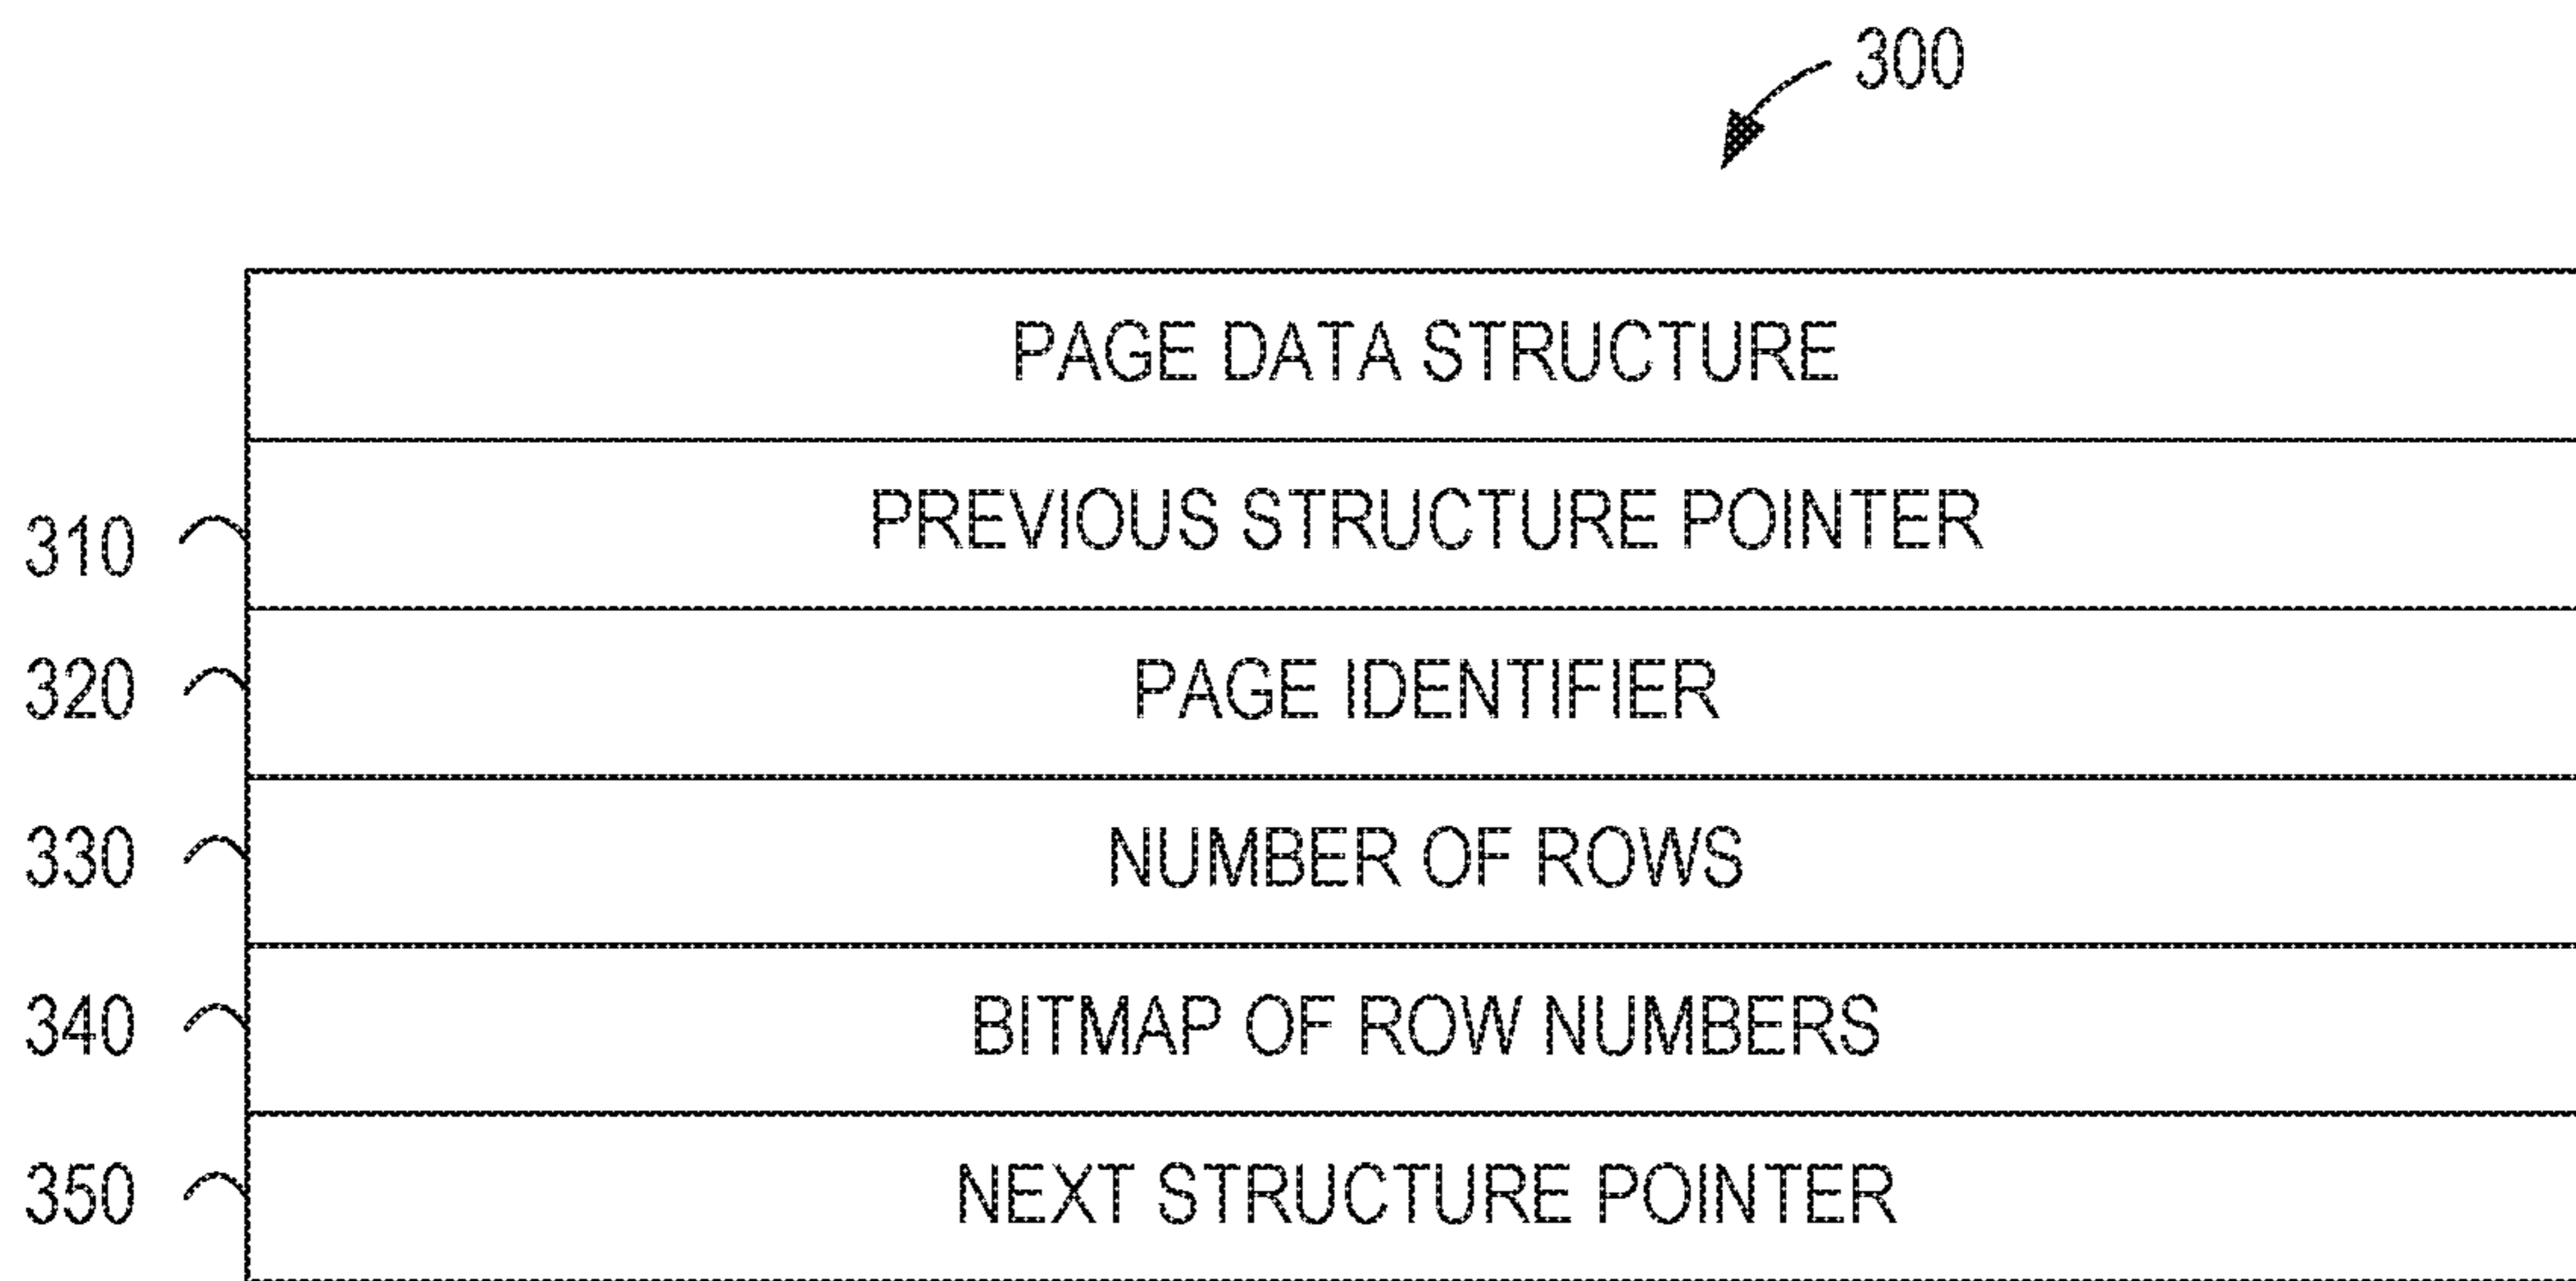 300
PAGE DATA STRUCTURE
310 PREVIOUS STRUCTURE POINTER
320 PAGE IDENTIFIER
330 NUMBER OF ROWS
340 BITMAP OF ROW NUMBERS
350 NEXT STRUCTURE POINTER